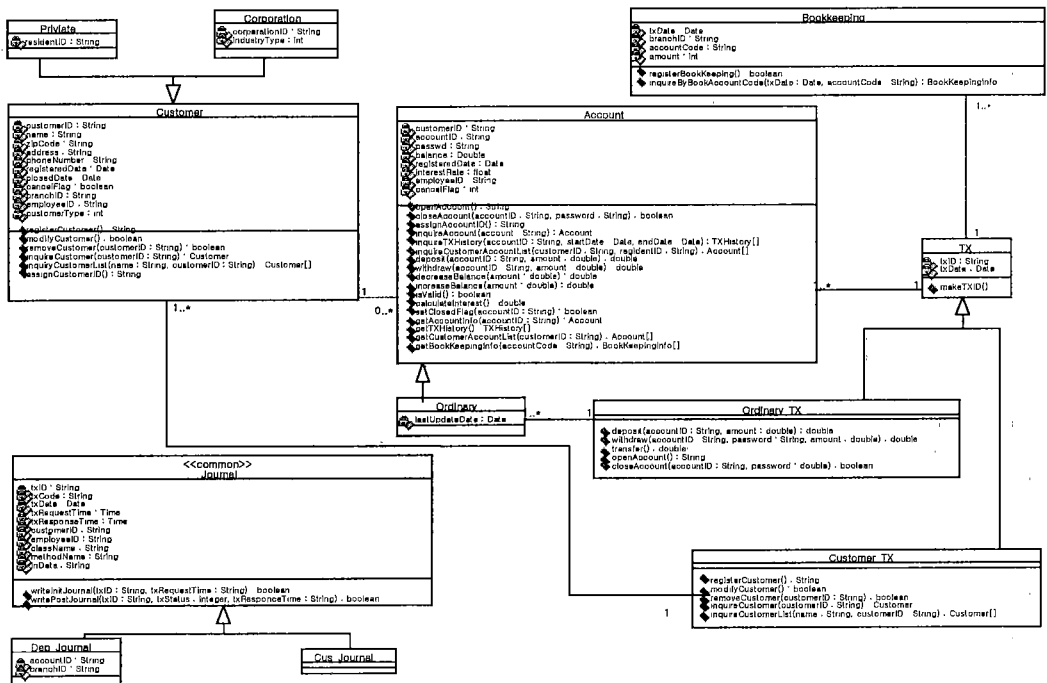 Priviate
residentID : String
Corporation
corporationID : String
industryType : int
Bookkeeping
txDate Date
branchID : String
accountCode : String
amount : int
registerBookKeeping() boolean
inquireByBookAccountCode(txDate : Date, accountCode String) : BookKeepingInfo
Customer
customerID : String
name : String
zipCode : String
address . String
phoneNumber String
registeredDate : Date
closedDate Date
cancelFlag : boolean
branchID : String
employeeID . String
customerType : int
registerCustomer() String
modifyCustomer() . boolean
removeCustomer(customerID : String) : boolean
inquireCustomer(customerID : String) : Customer
inquiryCustomerList(name : String, customerID : String) Customer[]
assignCustomerID() : String
Account
customerID : String
accountID . String
passwd : String
balance : Double
registeredDate : Date
interestRate : float
employeeID String
cancelFlag : int
openAccount() . String
closeAccount(accountID . String, password . String) . boolean
assignAccountID() : String
inquireAccount(account String) : Account
inquireTXHistory(accountID : String, startDate Date, endDate Date) : TXHistory[]
inquireCustomerAccountList(customerID : String, regidentID : String) . Account[]
deposit(accountID : String, amount . double) . double
withdraw(accountID String, amount double) double
decreaseBalance(amount : double) : double
increaseBalance(amount : double) : double
isValid() : boolean
calculateInterest() double
setClosedFlag(accountID : String) : boolean
getAccountInfo(accountID : String) : Account
getTXHistory() TXHistory[]
getCustomerAccountList(customerID : String) . Account[]
getBookKeepingInfo(accountCode String) . BookKeepingInfo[]
1..*
1
TX
txID : String
txDate . Date
makeTXID()
1
0..*
1..*
..*
1
Ordinary
lastUpdateDate : Date
..*
1
Ordinary TX
deposit(accountID : String, amount : double) : double
withdraw(accountID String, password : String, amount . double) . double
transfer() . double
openAccount() : String
closeAccount(accountID : String, password : double) . boolean
<<common>>
Journal
txID : String
txCode : String
txDate Date
txRequestTime : Time
txResponseTime : Time
customerID . String
employeeID : String
className . String
methodName : String
inData . String
writeInitJournal(txID : String, txRequestTime : String) boolean
writePostJournal(txID : String, txStatus . integer, txResponceTime : String) . boolean
Customer TX
registerCustomer() . String
modifyCustomer() : boolean
removeCustomer(customerID : String) . boolean
inquireCustomer(customerID . String) Customer
inquireCustomerList(name . String, customerID String) . Customer[]
1
Dep Journal
accountID : String
branchID : String
Cus Journal